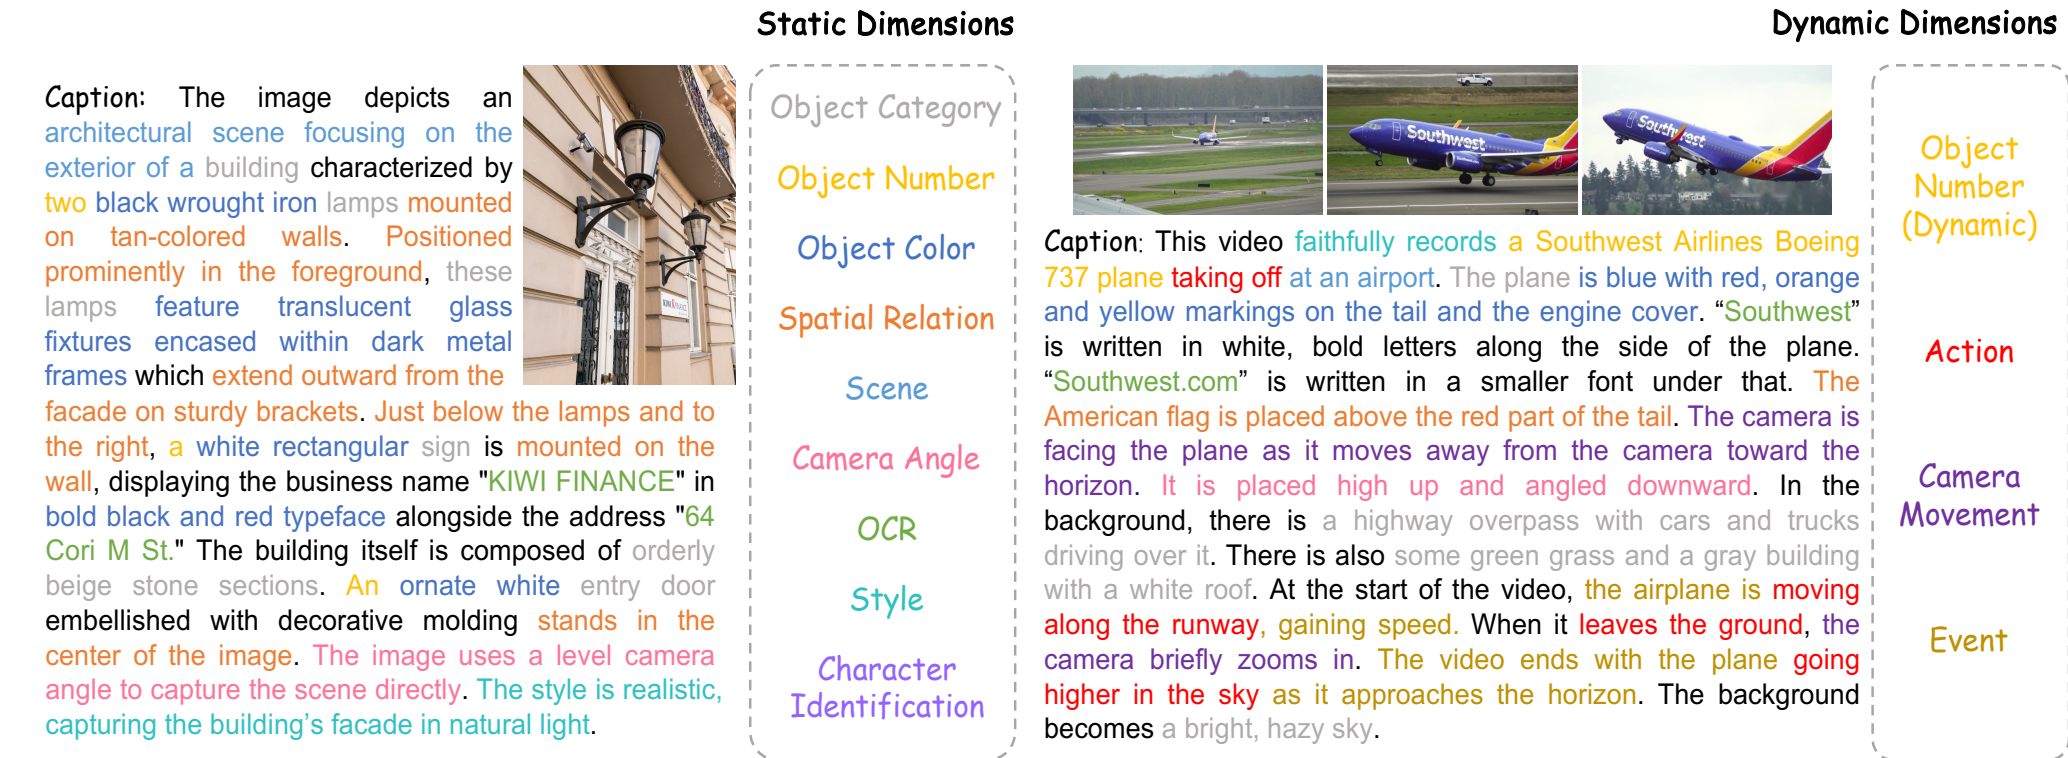 Static Dimensions
Dynamic Dimensions
Caption: The image depicts an
architectural scene focusing on the
exterior of a building characterized by
two black wrought iron lamps mounted
on tan-colored walls. Positioned
prominently in the foreground, these
lamps feature translucent glass
fixtures encased within dark metal
frames which extend outward from the
facade on sturdy brackets. Just below the lamps and to
the right, a white rectangular sign is mounted on the
wall, displaying the business name "KIWI FINANCE" in
bold black and red typeface alongside the address "64
Cori M St." The building itself is composed of orderly
beige stone sections. An ornate white entry door
embellished with decorative molding stands in the
center of the image. The image uses a level camera
angle to capture the scene directly. The style is realistic,
capturing the building’s facade in natural light.
KIWI FINANCE
Object Category
Object Number
Object Color
Spatial Relation
Scene
Camera Angle
OCR
Style
Character
Identification
Southwest
Southwest
Caption: This video faithfully records a Southwest Airlines Boeing
737 plane taking off at an airport. The plane is blue with red, orange
and yellow markings on the tail and the engine cover. “Southwest”
is written in white, bold letters along the side of the plane.
“Southwest.com” is written in a smaller font under that. The
American flag is placed above the red part of the tail. The camera is
facing the plane as it moves away from the camera toward the
horizon. It is placed high up and angled downward. In the
background, there is a highway overpass with cars and trucks
driving over it. There is also some green grass and a gray building
with a white roof. At the start of the video, the airplane is moving
along the runway, gaining speed. When it leaves the ground, the
camera briefly zooms in. The video ends with the plane going
higher in the sky as it approaches the horizon. The background
becomes a bright, hazy sky.
Object
Number
(Dynamic)
Action
Camera
Movement
Event